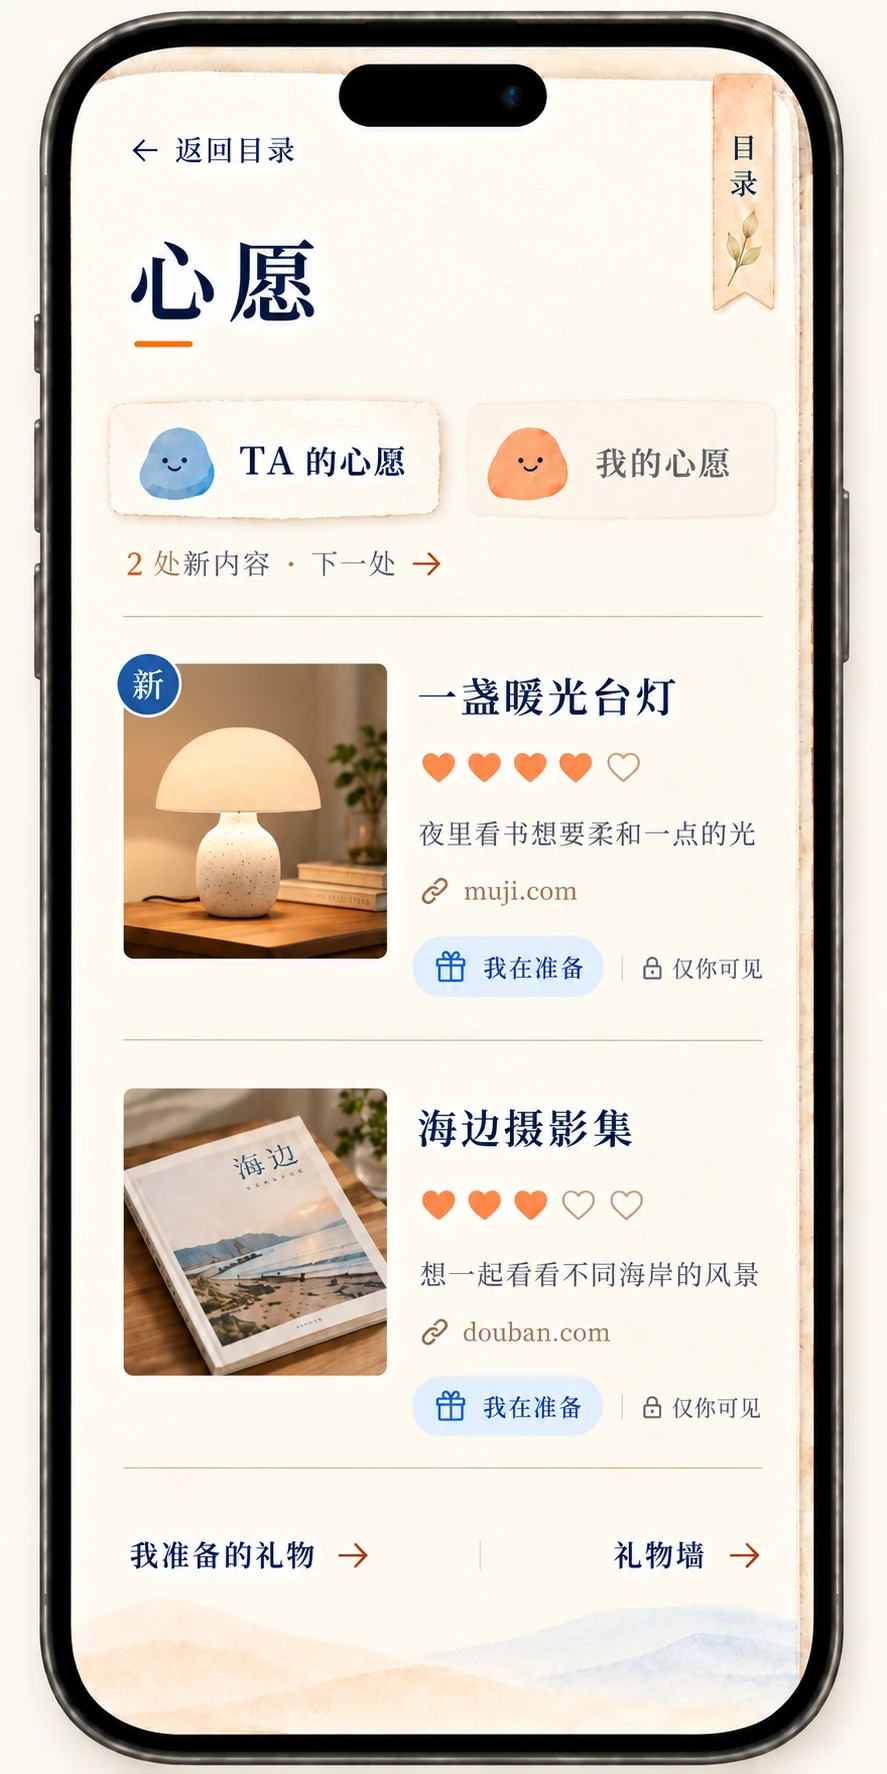 返回目录
目录
心愿
TA 的心愿
我的心愿
2 处新内容 · 下一处
新
一盏暖光台灯
夜里看书想要柔和一点的光
muji.com
我在准备
仅你可见
海边
海边摄影集
想一起看看不同海岸的风景
douban.com
我在准备
仅你可见
我准备的礼物
礼物墙